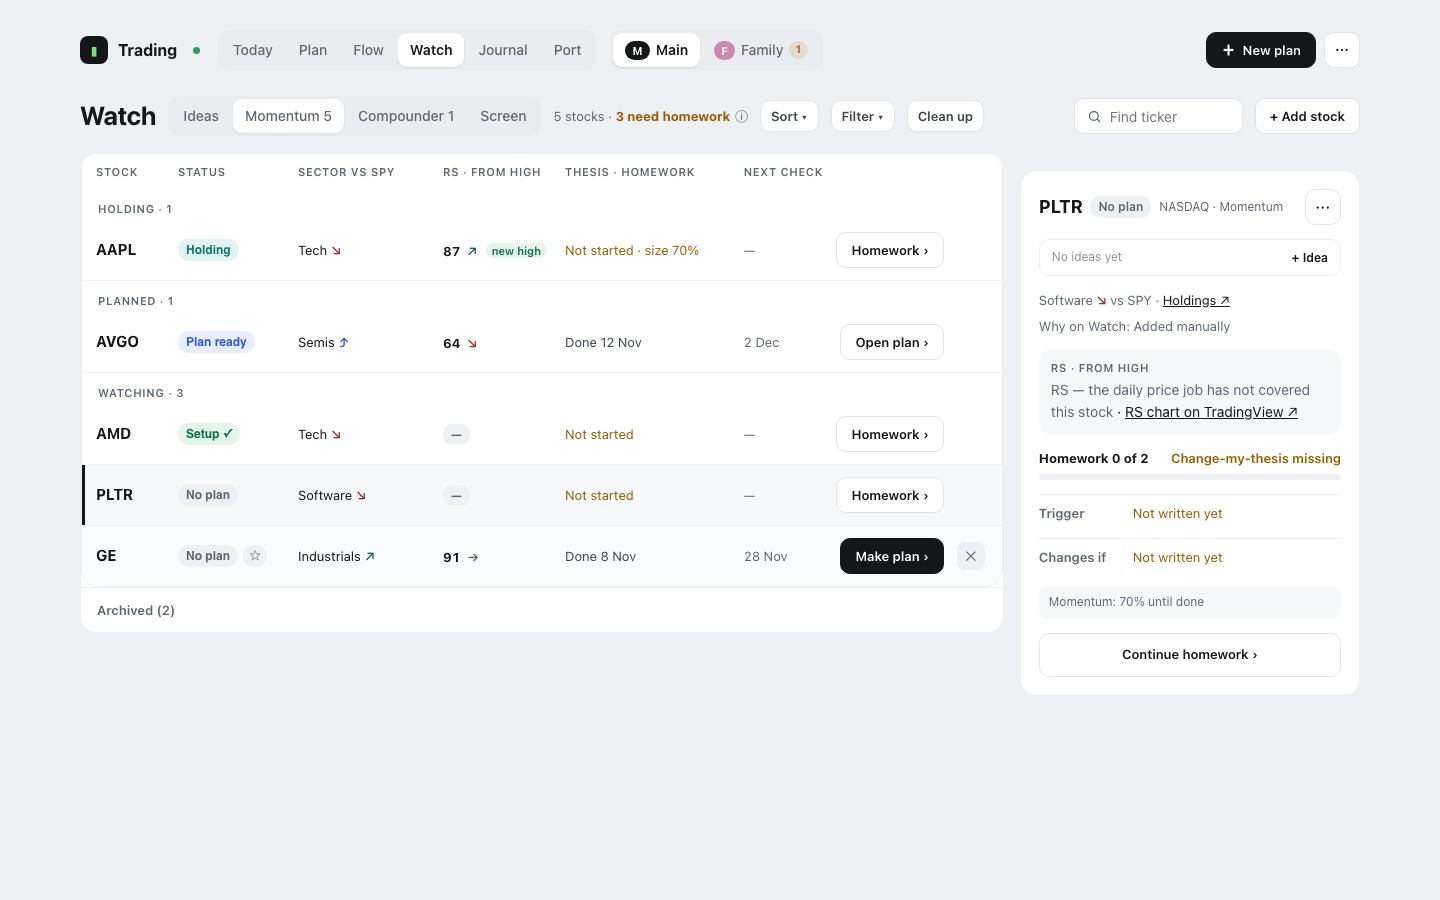 Trading Today Plan Flow Watch Journal Port M Main F Family 1 + New plan ···
Watch Ideas Momentum 5 Compounder 1 Screen 5 stocks · 3 need homework ⓘ Sort ▾ Filter ▾ Clean up Find ticker + Add stock
STOCK STATUS SECTOR VS SPY RS · FROM HIGH THESIS · HOMEWORK NEXT CHECK
HOLDING · 1
AAPL Holding Tech ↘ 87 ↗ new high Not started · size 70% — Homework ›
PLANNED · 1
AVGO Plan ready Semis ⤴ 64 ↘ Done 12 Nov 2 Dec Open plan ›
WATCHING · 3
AMD Setup ✓ Tech ↘ — Not started — Homework ›
PLTR No plan Software ↘ — Not started — Homework ›
GE No plan ☆ Industrials ↗ 91 → Done 8 Nov 28 Nov Make plan › ×
Archived (2)
PLTR No plan NASDAQ · Momentum ···
No ideas yet + Idea
Software ↘ vs SPY · Holdings ↗
Why on Watch: Added manually
RS · FROM HIGH
RS — the daily price job has not covered
this stock · RS chart on TradingView ↗
Homework 0 of 2 Change-my-thesis missing
Trigger Not written yet
Changes if Not written yet
Momentum: 70% until done
Continue homework ›